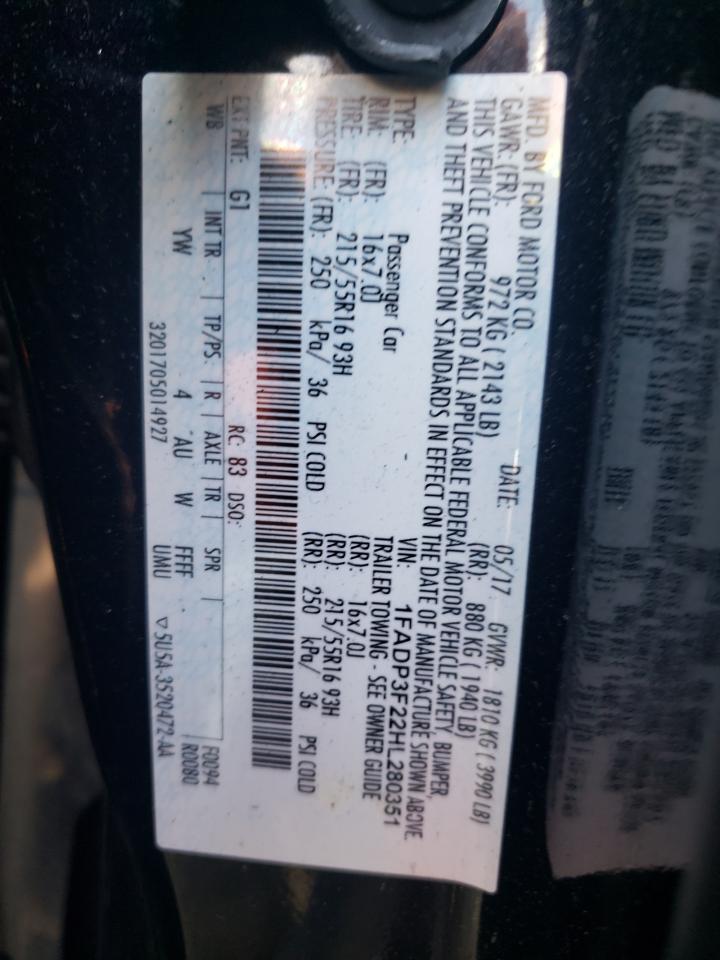 MFD. BY FORD MOTOR CO. DATE: 05/17 GVWR: 1810 KG ( 3990 LB)
GAWR: (FR): 972 KG ( 2143 LB) (RR): 880 KG ( 1940 LB)
THIS VEHICLE CONFORMS TO ALL APPLICABLE FEDERAL MOTOR VEHICLE SAFETY, BUMPER,
AND THEFT PREVENTION STANDARDS IN EFFECT ON THE DATE OF MANUFACTURE SHOWN ABOVE.
VIN: 1FADP3F22HL280351
TYPE: Passenger Car - TRAILER TOWING - SEE OWNER GUIDE
RIM: (FR): 16x7.0J (RR): 16x7.0J
TIRE: (FR): 215/55R16 93H (RR): 215/55R16 93H
PRESSURE: (FR): 250 kPa/ 36 PSI COLD (RR): 250 kPa/ 36 PSI COLD
EXT PNT: G1 RC: 83 DSO: F0094
WB | INT TR | TP/PS | R | AXLE | TR | SPR R0080
YW 4 AU W FFFF
3201705014927 UMU ▽ 5U5A-3520472-AA